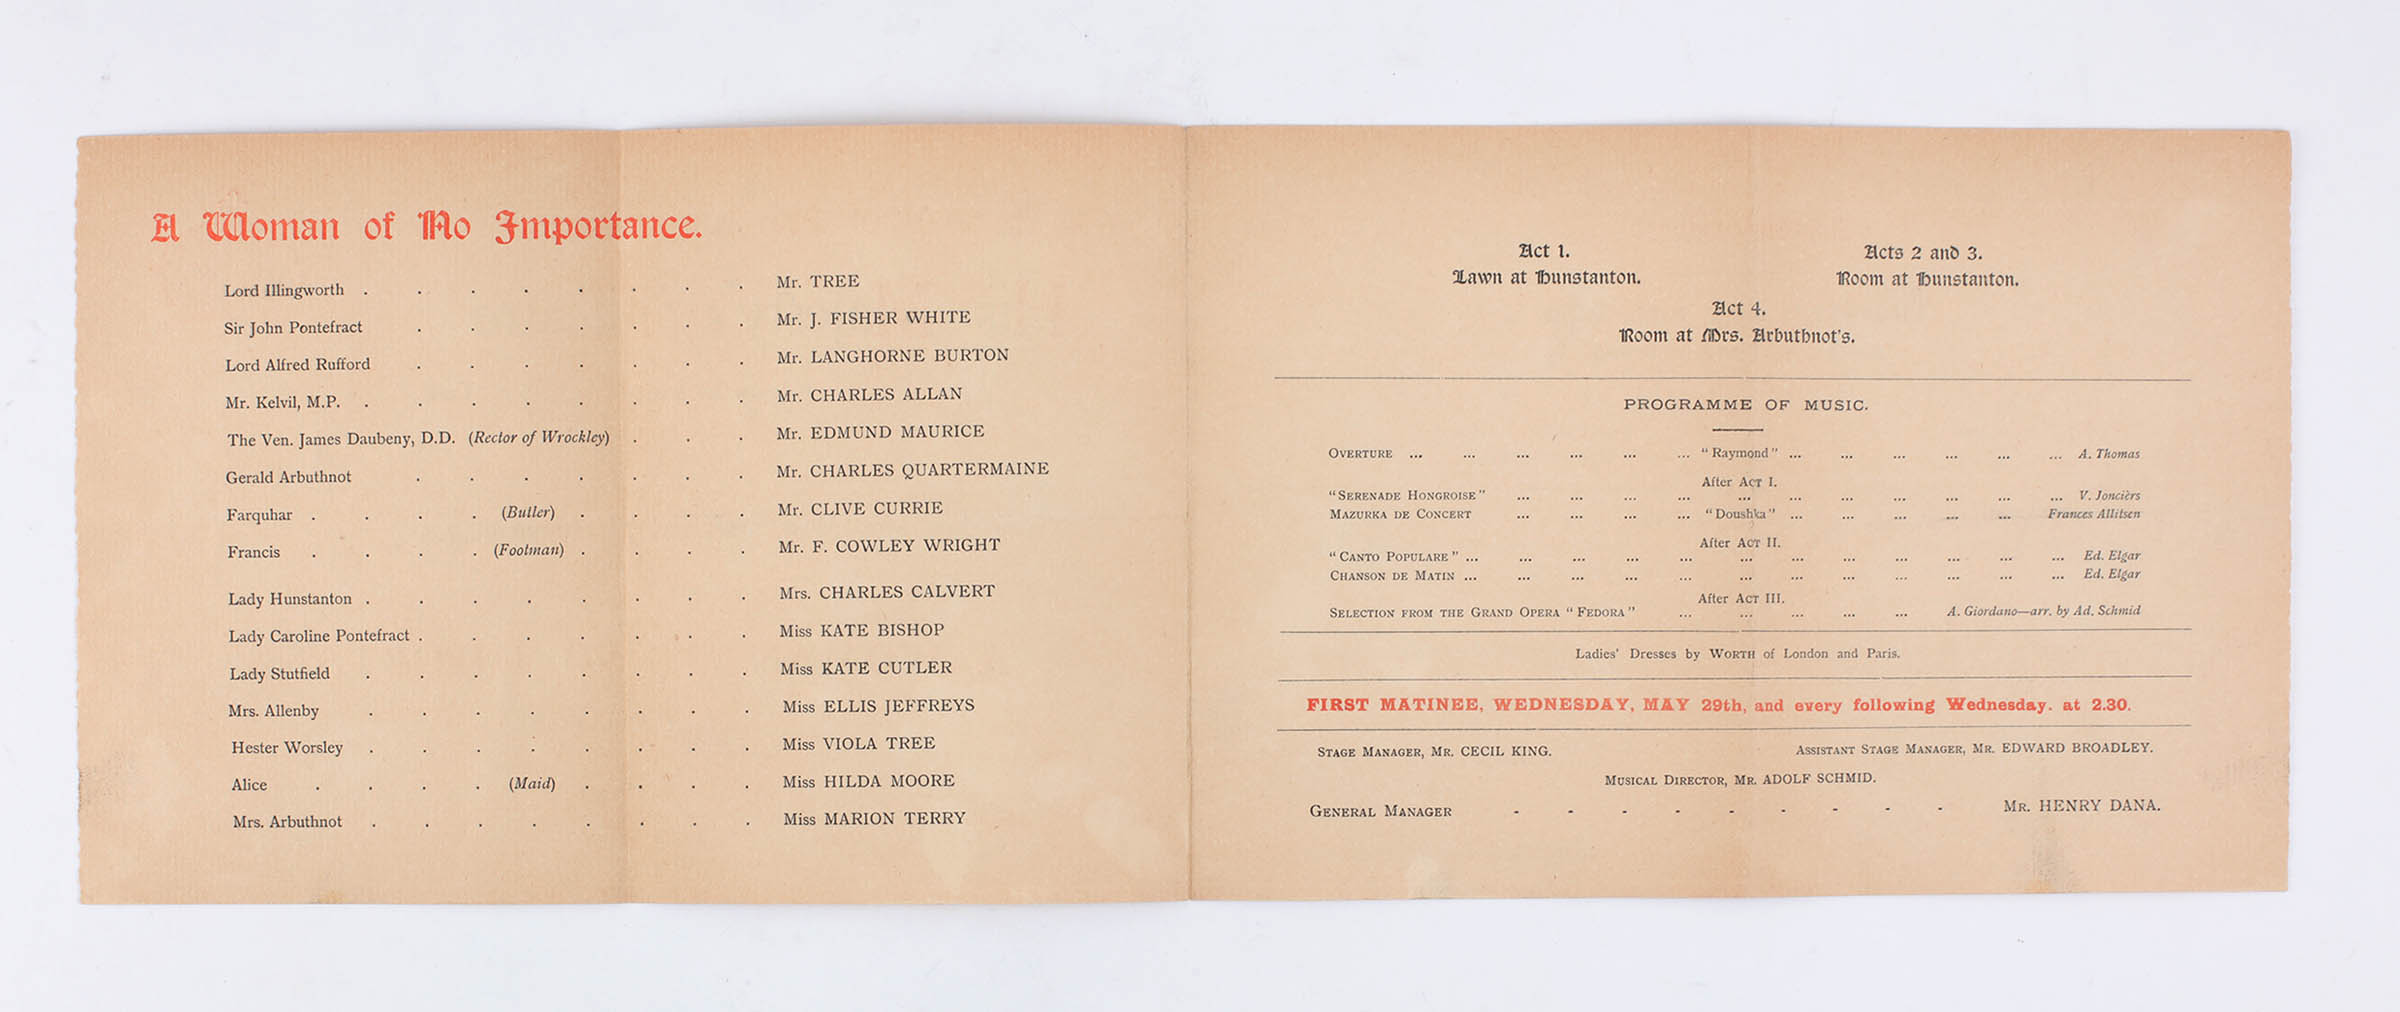 A Woman of No Importance.
Lord Illingworth . . . . . . . . Mr. TREE
Sir John Pontefract . . . . . . . Mr. J. FISHER WHITE
Lord Alfred Rufford . . . . . . . Mr. LANGHORNE BURTON
Mr. Kelvil, M.P. . . . . . . . . Mr. CHARLES ALLAN
The Ven. James Daubeny, D.D. (Rector of Wrockley) . . . Mr. EDMUND MAURICE
Gerald Arbuthnot . . . . . . . Mr. CHARLES QUARTERMAINE
Farquhar . . . . (Butler) . . . . Mr. CLIVE CURRIE
Francis . . . . (Footman) . . . . Mr. F. COWLEY WRIGHT
Lady Hunstanton . . . . . . . . Mrs. CHARLES CALVERT
Lady Caroline Pontefract . . . . . . . Miss KATE BISHOP
Lady Stutfield . . . . . . . . Miss KATE CUTLER
Mrs. Allenby . . . . . . . . Miss ELLIS JEFFREYS
Hester Worsley . . . . . . . . Miss VIOLA TREE
Alice . . . . (Maid) . . . . Miss HILDA MOORE
Mrs. Arbuthnot . . . . . . . . Miss MARION TERRY
Act 1. Acts 2 and 3.
Lawn at Hunstanton. Room at Hunstanton.
Act 4.
Room at Mrs. Arbuthnot's.
PROGRAMME OF MUSIC.
OVERTURE ... ... ... ... ... ... "Raymond" ... ... ... ... ... A. Thomas
After ACT I.
"SERENADE HONGROISE" ... ... ... ... ... ... ... ... ... ... V. Joncièrs
MAZURKA DE CONCERT ... ... ... ... "Doushka" ... ... ... ... ... Frances Allitsen
After ACT II.
"CANTO POPULARE" ... ... ... ... ... ... ... ... ... ... ... ... Ed. Elgar
CHANSON DE MATIN ... ... ... ... ... ... ... ... ... ... ... ... Ed. Elgar
After ACT III.
SELECTION FROM THE GRAND OPERA "FEDORA" ... ... ... ... ... A. Giordano—arr. by Ad. Schmid
Ladies' Dresses by WORTH of London and Paris.
FIRST MATINEE, WEDNESDAY, MAY 29th, and every following Wednesday. at 2.30.
STAGE MANAGER, MR. CECIL KING. ASSISTANT STAGE MANAGER, MR. EDWARD BROADLEY.
MUSICAL DIRECTOR, MR. ADOLF SCHMID.
GENERAL MANAGER - - - - - - - - - MR. HENRY DANA.